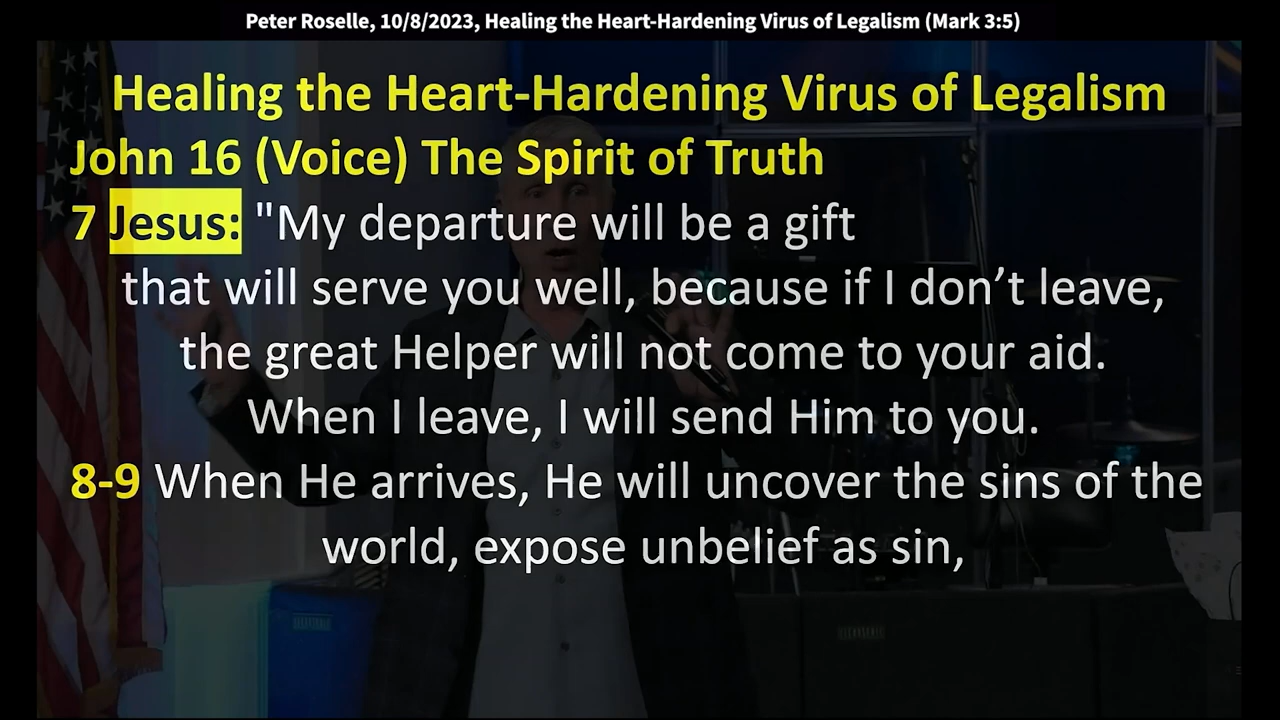 Peter Roselle, 10/8/2023, Healing the Heart-Hardening Virus of Legalism (Mark 3:5)
Healing the Heart-Hardening Virus of Legalism
John 16 (Voice) The Spirit of Truth
7 Jesus: "My departure will be a gift
that will serve you well, because if I don’t leave,
the great Helper will not come to your aid.
When I leave, I will send Him to you.
8-9 When He arrives, He will uncover the sins of the
world, expose unbelief as sin,